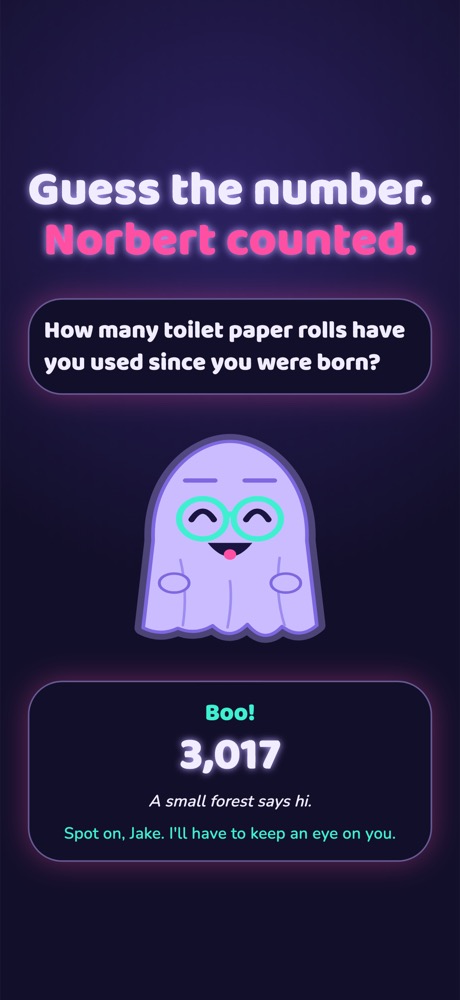 Guess the number.
Norbert counted.
How many toilet paper rolls have
you used since you were born?
Boo!
3,017
A small forest says hi.
Spot on, Jake. I'll have to keep an eye on you.